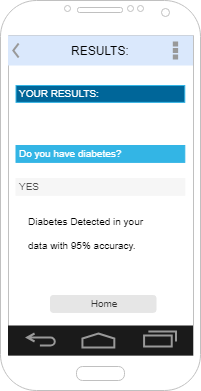 RESULTS:
YOUR RESULTS:
Do you have diabetes?
YES
Diabetes Detected in your
data with 95% accuracy.
Home